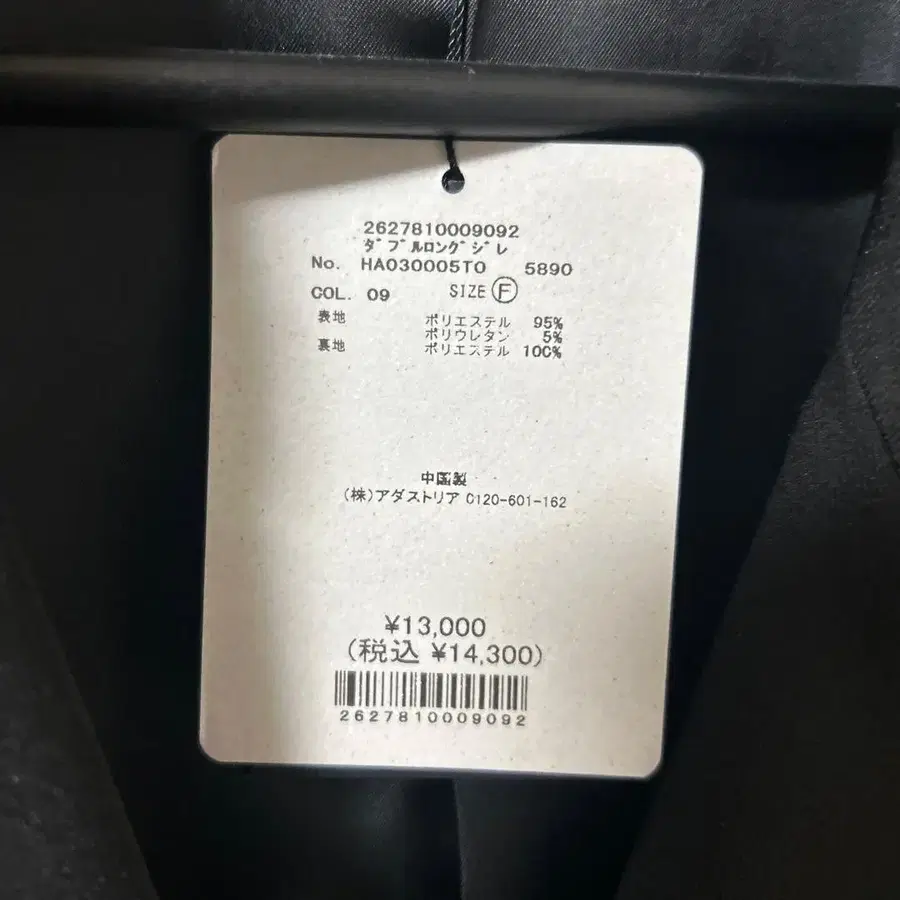 2627810009092
ダブルロングジレ
No. HA030005TO 5890
COL. 09 SIZE Ⓕ
表地 ポリエステル 95%
ポリウレタン 5%
裏地 ポリエステル 100%
中国製
(株)アダストリア 0120-601-162
¥13,000
(税込 ¥14,300)
2627810009092